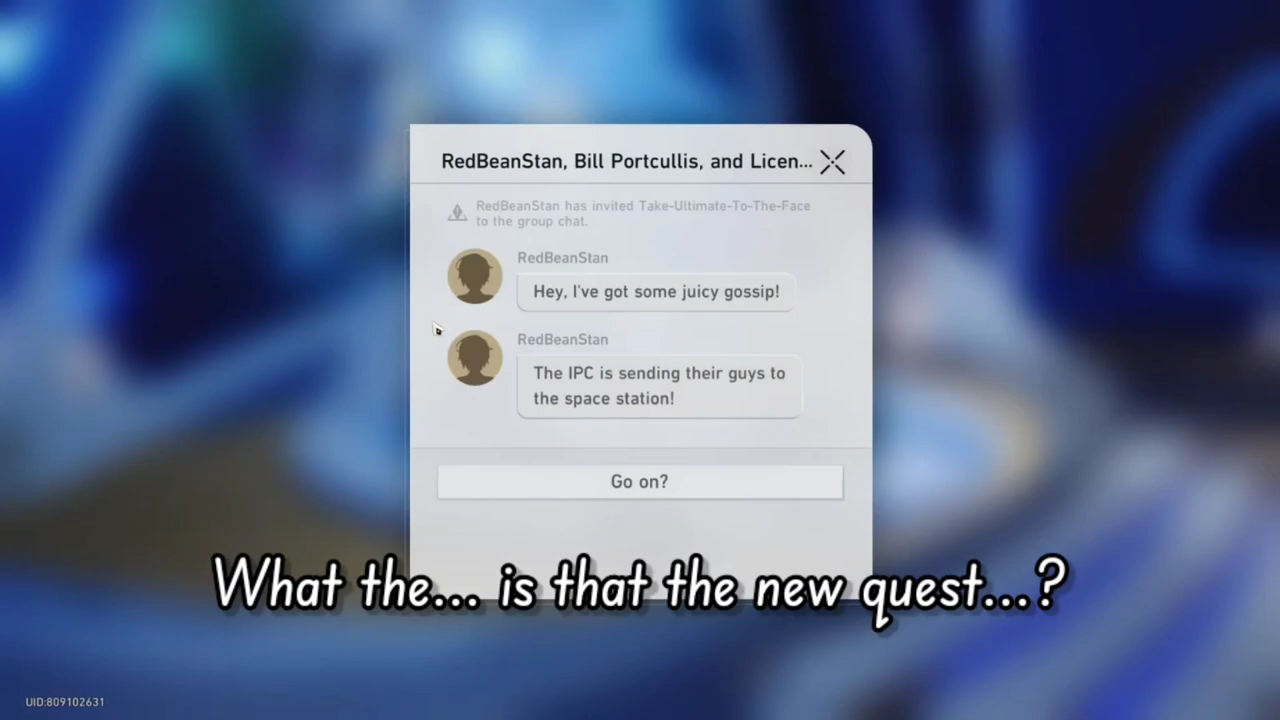 RedBeanStan, Bill Portcullis, and Licen...
RedBeanStan has invited Take-Ultimate-To-The-Face
to the group chat.
RedBeanStan
Hey, I've got some juicy gossip!
RedBeanStan
The IPC is sending their guys to
the space station!
Go on?
What the... is that the new quest...?
UID:809102631